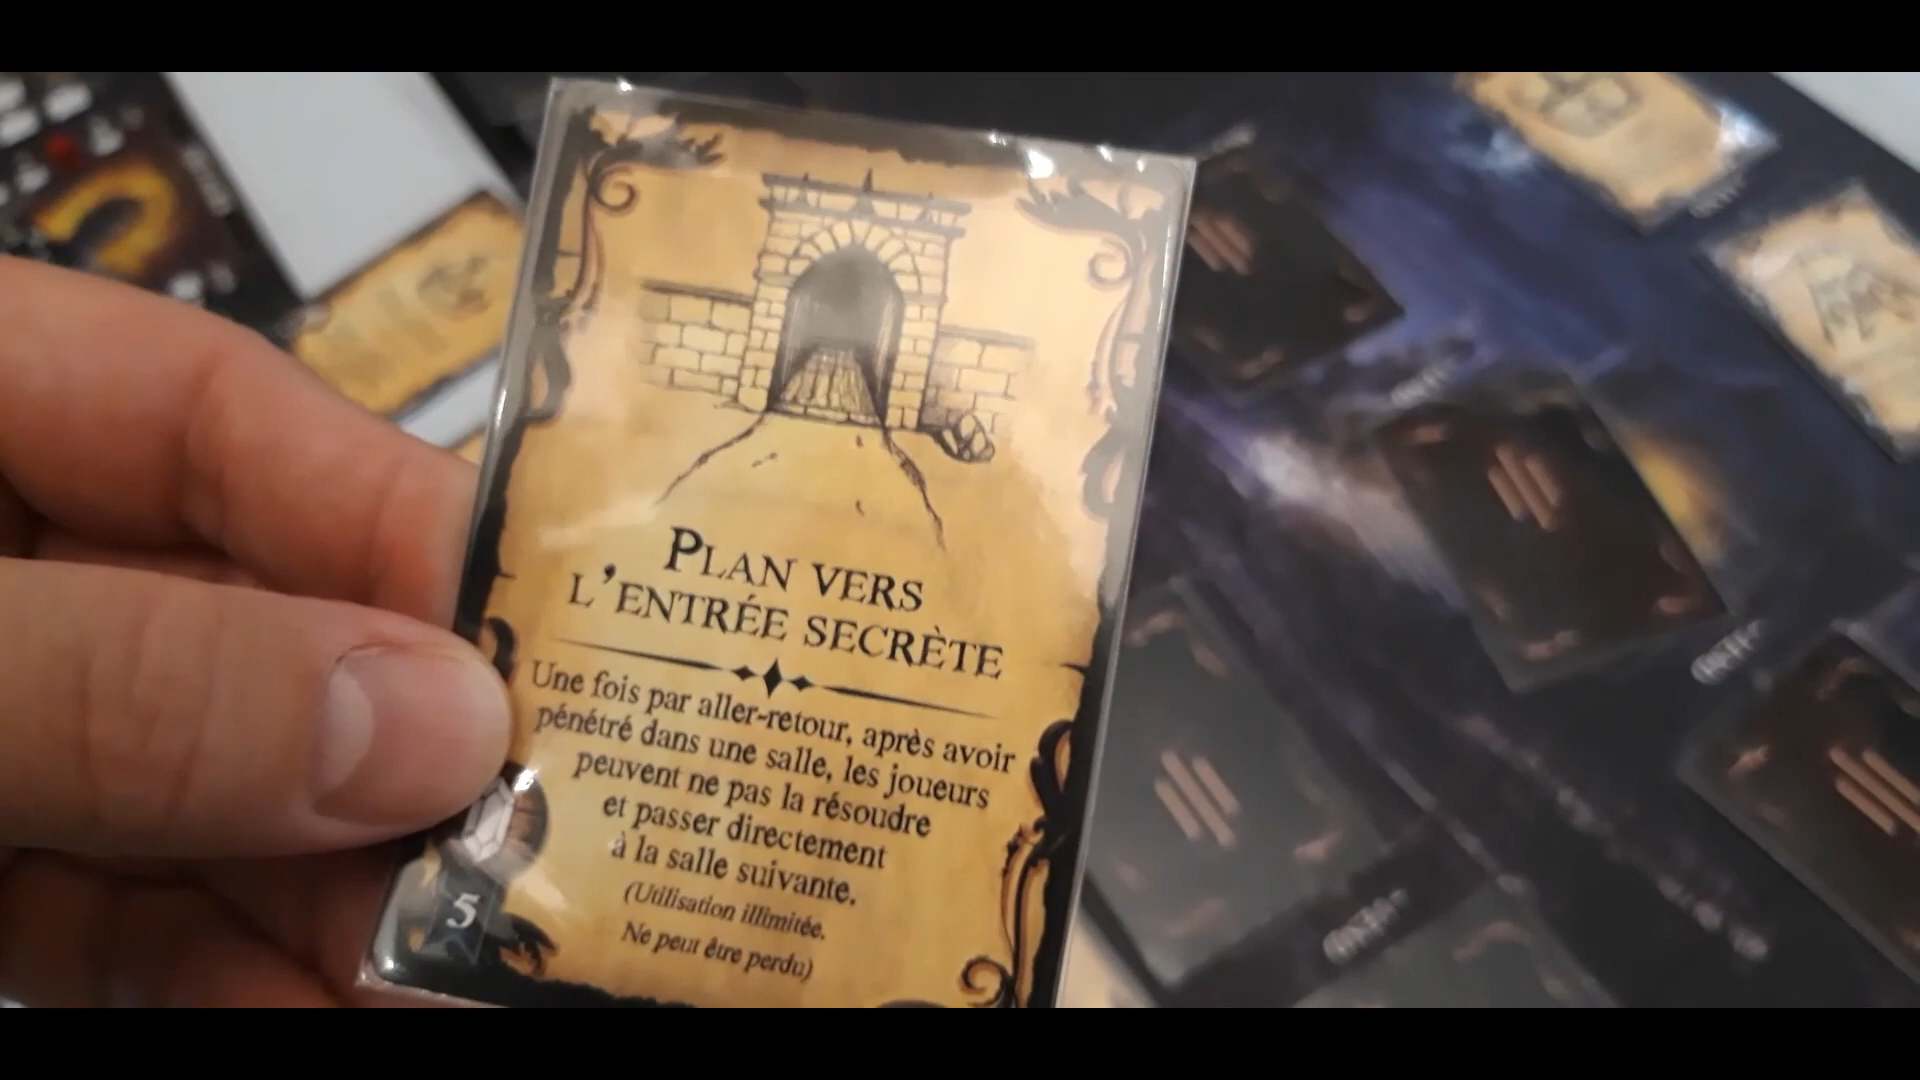 PLAN VERS
L'ENTRÉE SECRÈTE
Une fois par aller-retour, après avoir
pénétré dans une salle, les joueurs
peuvent ne pas la résoudre
et passer directement
à la salle suivante.
(Utilisation illimitée.
Ne peut être perdu)
5